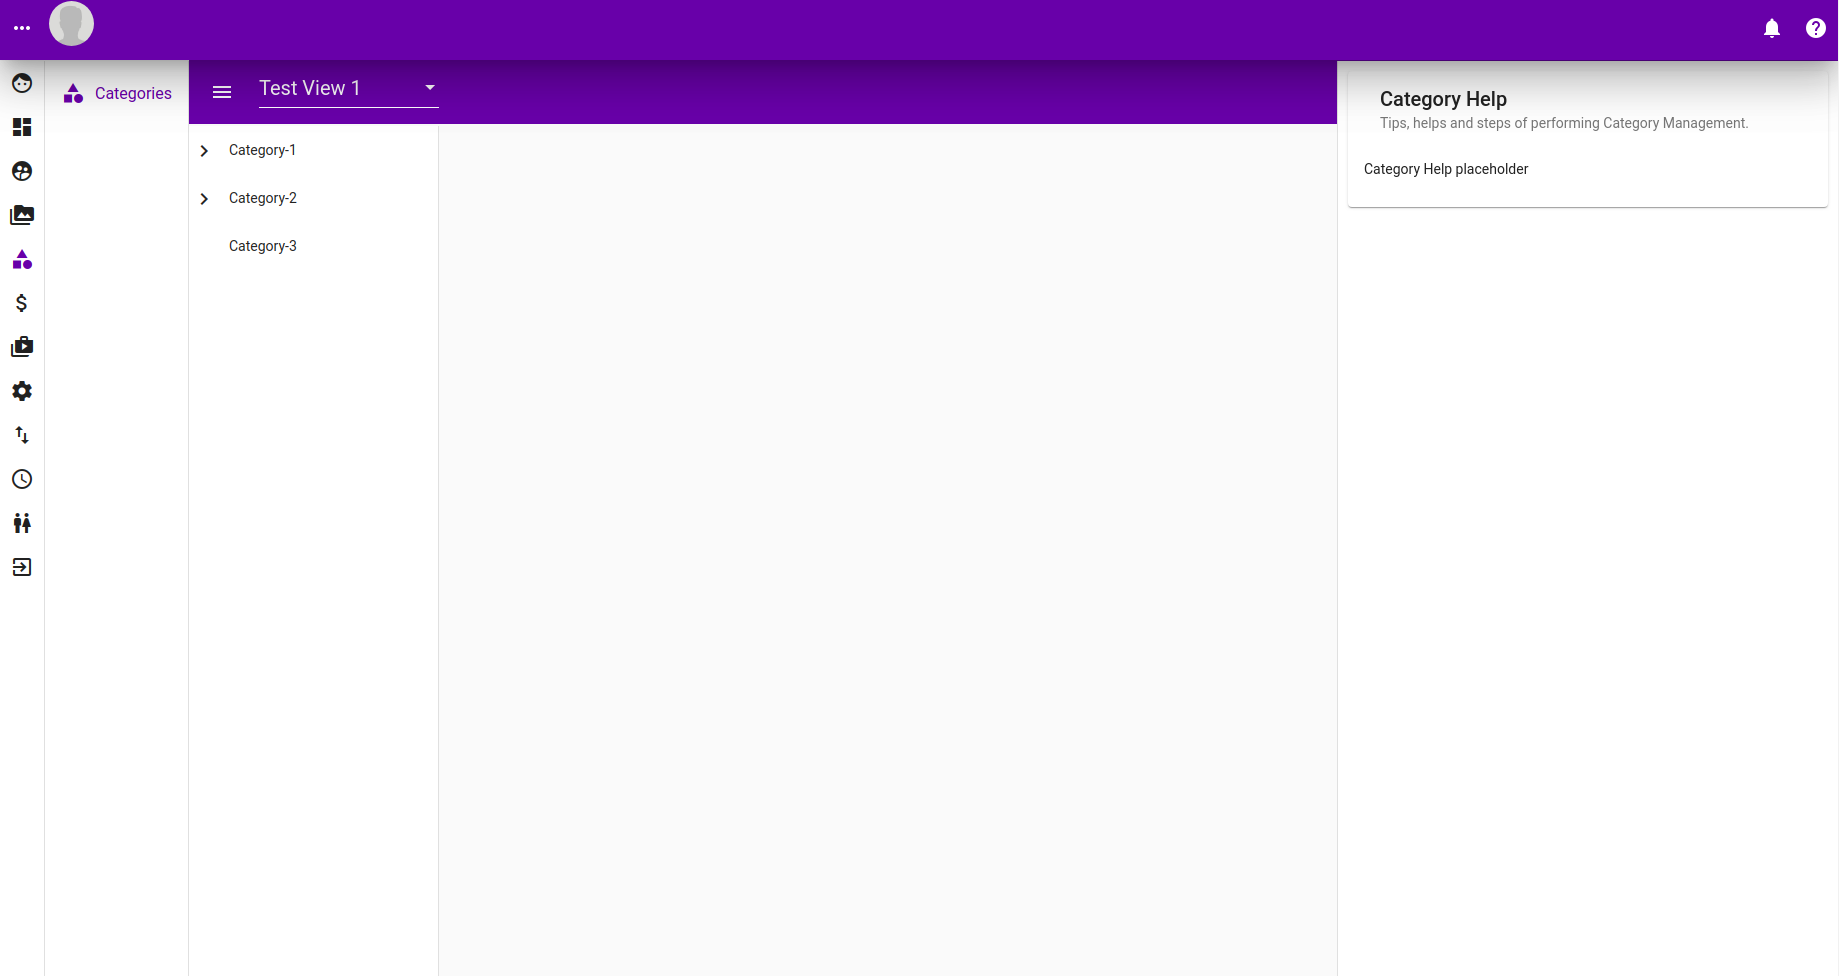 Categories
Test View 1
Category-1
Category-2
Category-3
Category Help
Tips, helps and steps of performing Category Management.
Category Help placeholder